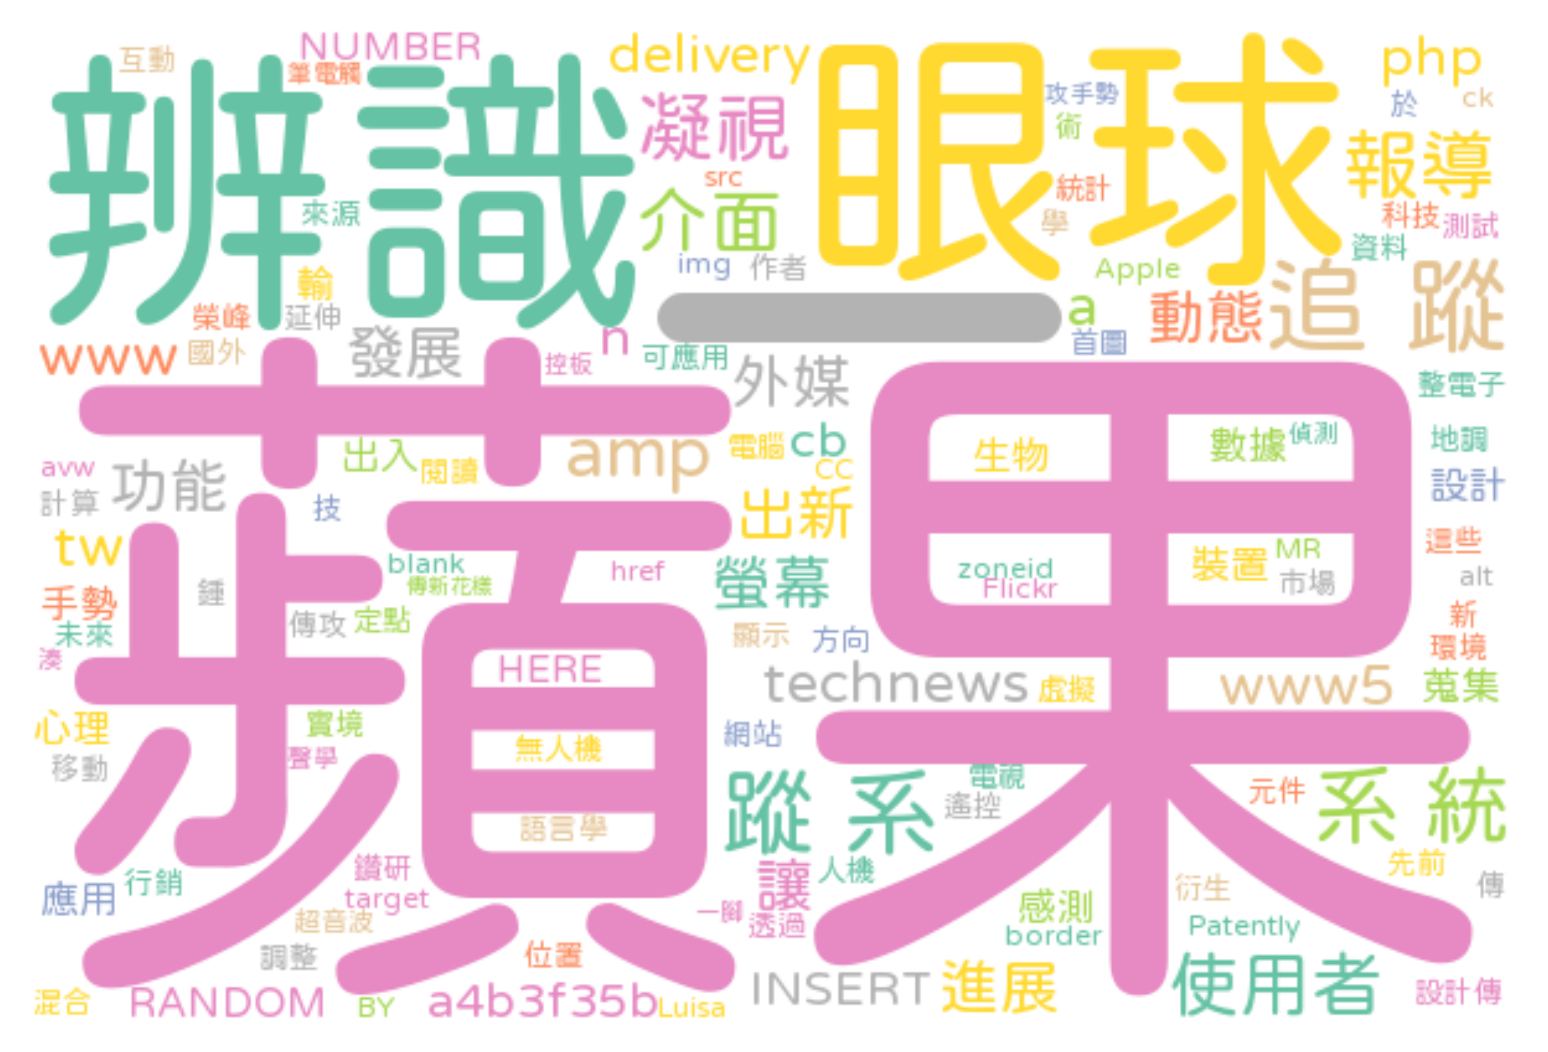 互動 NUMBER delivery php
筆電觸 攻手勢 於 ck
辨識 凝視 眼球 術 報導
src 統計
來源 介面 學 科技 測試
資料
img 作者 Apple
輸 追 蹤
榮峰 延伸 一 a 動態
www 國外 發展 n 可應用 首圖
控板 外媒 整電子
蘋果
出入 閱讀 amp 電腦 cb 生物 數據 偵測 地調
avw 功能 CC 設計
計算 技 出新
tw 這些
blank href 螢幕 zoneid 裝置 MR alt
手勢 鍾 傳新花樣 Flickr 市場
未來 傳攻 定點 顯示 方向 新
湊 HERE 環境
technews 虛擬 www5 蒐集
心理 實境 無人機 網站
移動 聲學 電視
蹤 系 遙控 元件 系 統
語言學
應用 行銷 鑽研 讓 人機 先前
target 衍生 傳
超音波 一腳 透過 感測
調整 位置 border Patently
混合 RANDOM BY a4b3f35b Luisa INSERT 進展 使用者 設計傳